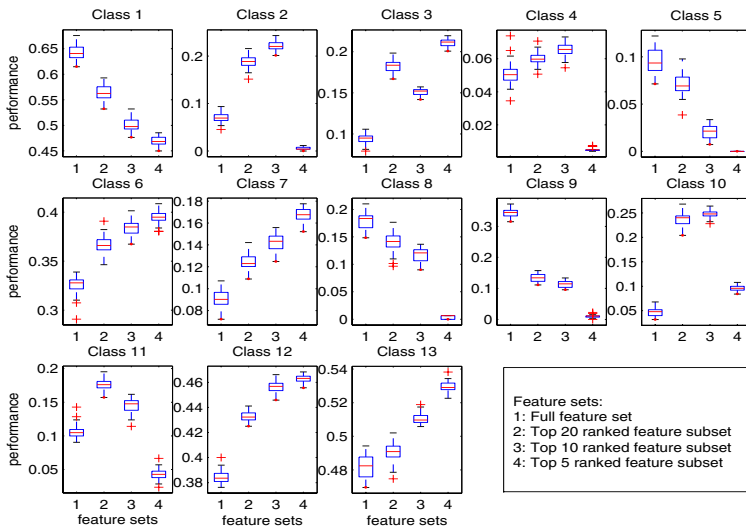 Class 1
Class 2
Class 3
Class 4
Class 5
performance
0.65
0.6
0.55
0.5
0.45
1 2 3 4
0.2
0.1
0
1 2 3 4
0.2
0.15
0.1
1 2 3 4
0.06
0.04
0.02
1 2 3 4
0.1
0.05
0
1 2 3 4
Class 6
Class 7
Class 8
Class 9
Class 10
performance
0.4
0.35
0.3
1 2 3 4
0.18
0.16
0.14
0.12
0.1
0.08
1 2 3 4
0.2
0.15
0.1
0.05
0
1 2 3 4
0.3
0.2
0.1
0
1 2 3 4
0.25
0.2
0.15
0.1
0.05
1 2 3 4
Class 11
Class 12
Class 13
performance
0.2
0.15
0.1
0.05
1 2 3 4
feature sets
0.46
0.44
0.42
0.4
0.38
1 2 3 4
feature sets
0.54
0.52
0.5
0.48
1 2 3 4
feature sets
Feature sets:
1: Full feature set
2: Top 20 ranked feature subset
3: Top 10 ranked feature subset
4: Top 5 ranked feature subset